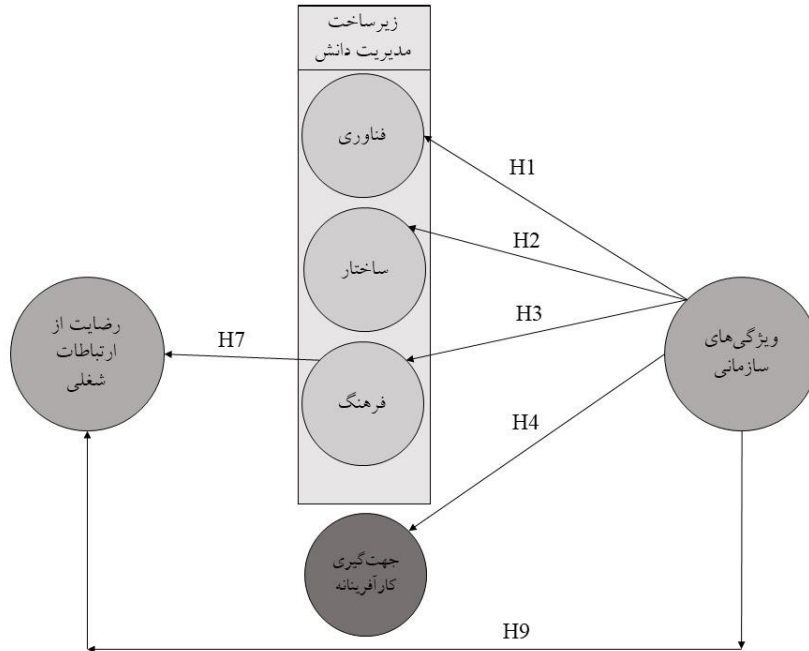 زیرساخت
مدیریت دانش
فناوری
H1
ساختار
H2
H3
ویژگی‌های
سازمانی
رضایت از
ارتباطات
شغلی
H7
فرهنگ
H4
جهت‌گیری
کارآفرینانه
H9